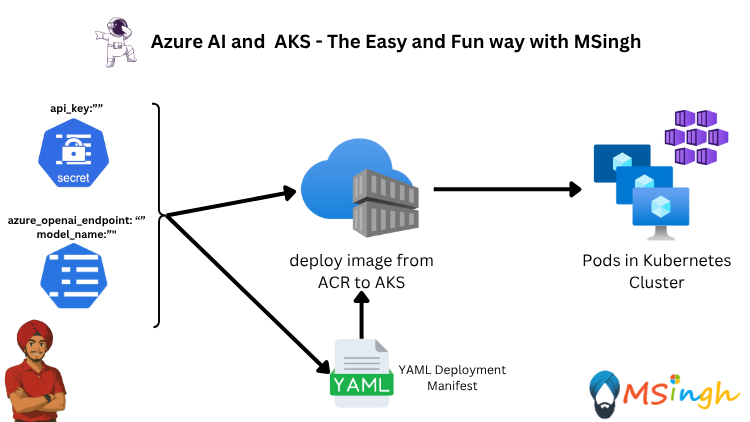 Azure AI and  AKS - The Easy and Fun way with MSingh
api_key:””
secret
azure_openai_endpoint: “”
model_name:”"
deploy image from
ACR to AKS
Pods in Kubernetes
Cluster
YAML
YAML Deployment
Manifest
MSingh